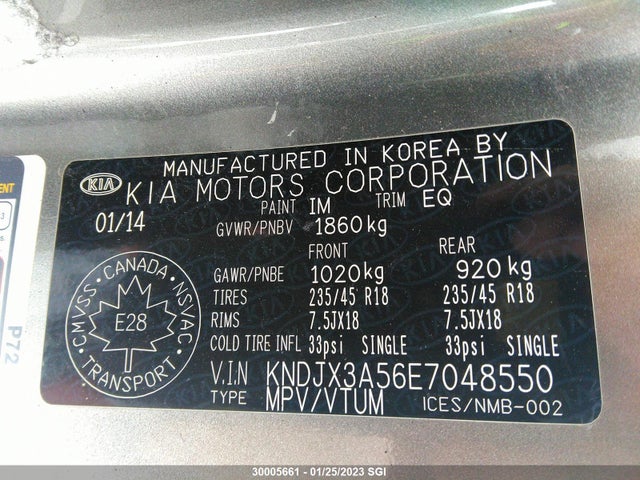 MANUFACTURED IN KOREA BY
KIA KIA MOTORS CORPORATION
PAINT IM TRIM EQ
01/14 GVWR/PNBV 1860kg
FRONT REAR
GAWR/PNBE 1020kg 920kg
TIRES 235/45 R18 235/45 R18
RIMS 7.5JX18 7.5JX18
COLD TIRE INFL 33psi SINGLE 33psi SINGLE
V.I.N KNDJX3A56E7048550
TYPE MPV/VTUM ICES/NMB-002
CANADA
CMVSS NSVAC
E28
TRANSPORT
P72
30005661 - 01/25/2023 SGI